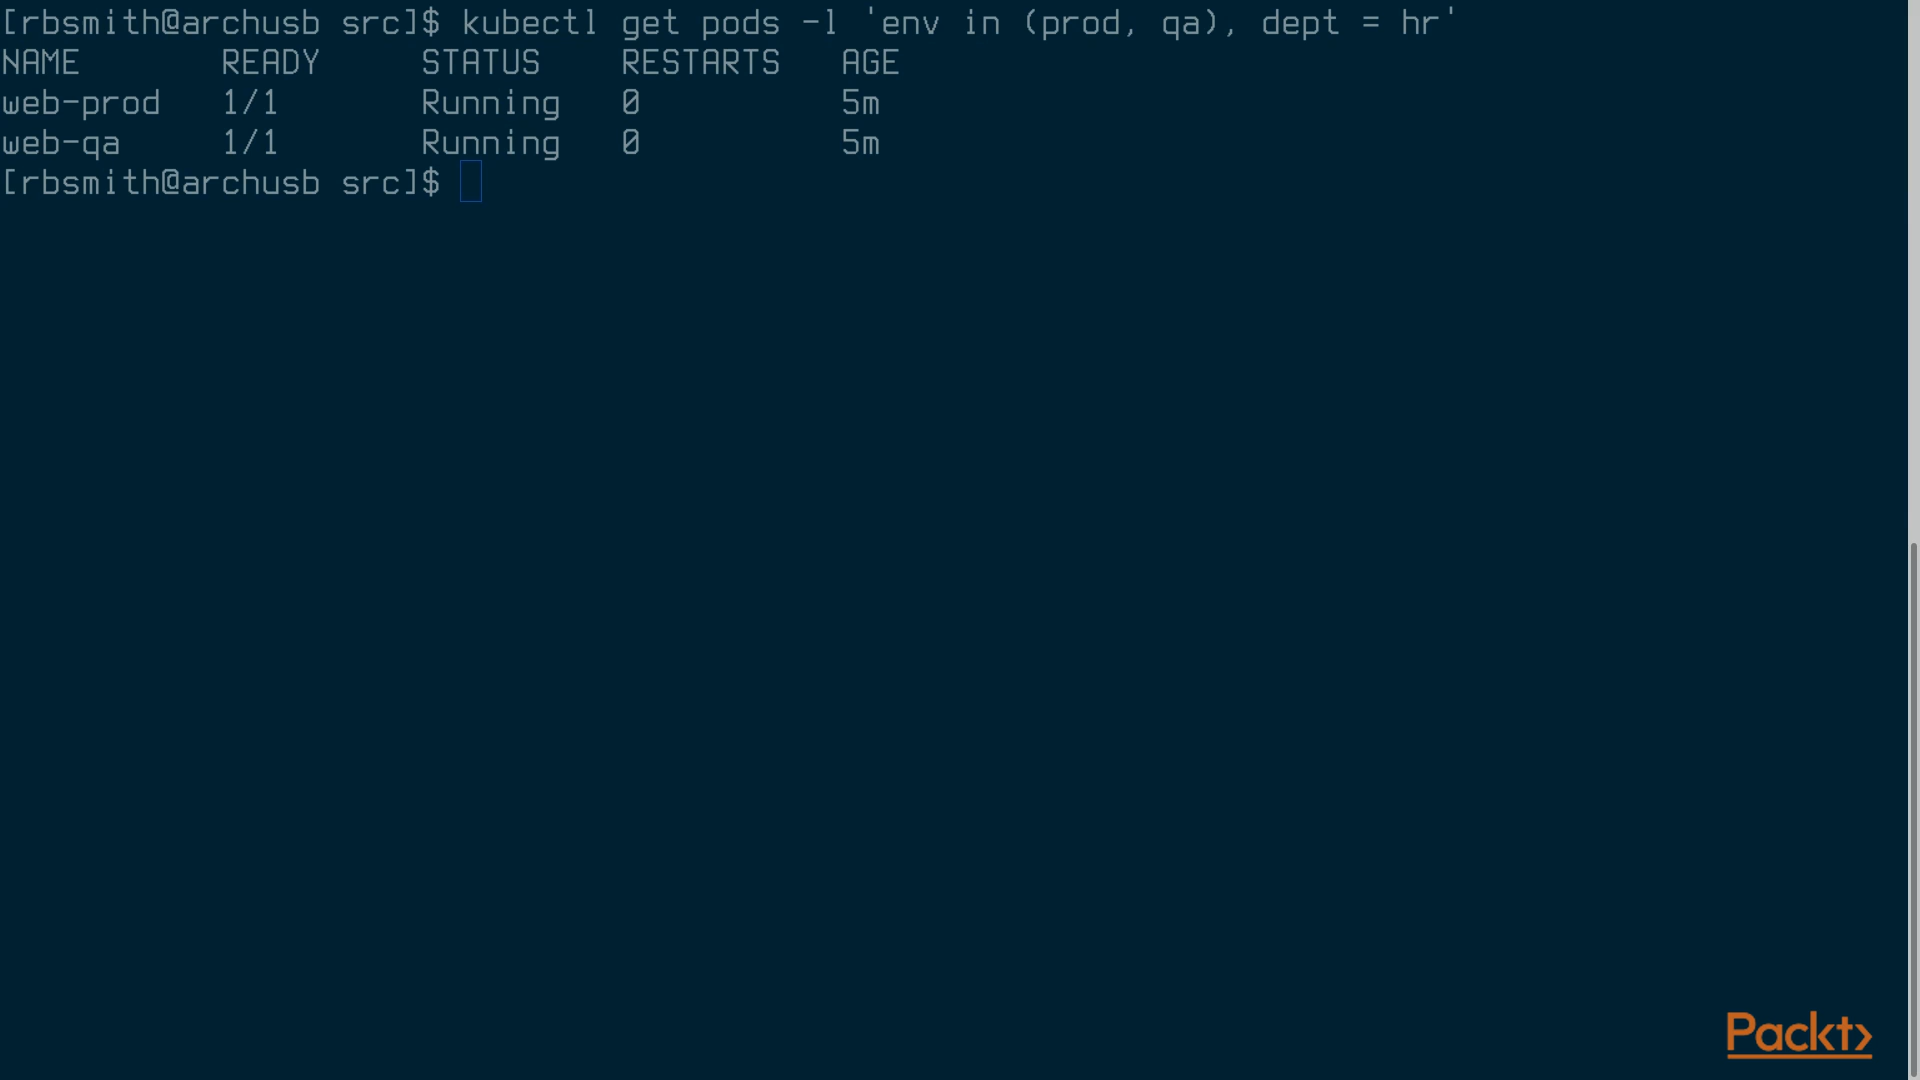 [rbsmith@archusb src]$ kubectl get pods -l 'env in (prod, qa), dept = hr'
NAME       READY     STATUS    RESTARTS   AGE
web-prod   1/1       Running   0          5m
web-qa     1/1       Running   0          5m
[rbsmith@archusb src]$
Packt>